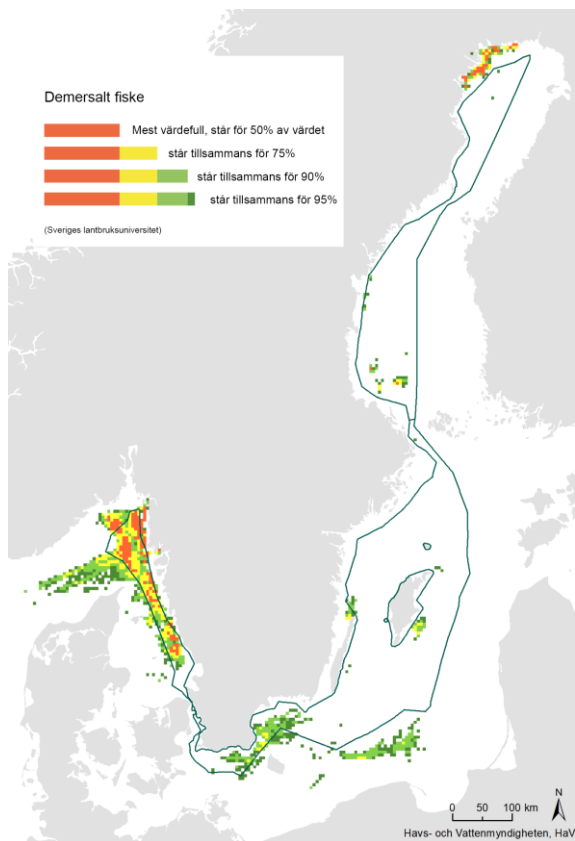 Demersalt fiske
Mest värdefull, står för 50% av värdet
står tillsammans för 75%
står tillsammans för 90%
står tillsammans för 95%
(Sveriges lantbruksuniversitet)
N
0 50 100 km
Havs- och Vattenmyndigheten, HaV